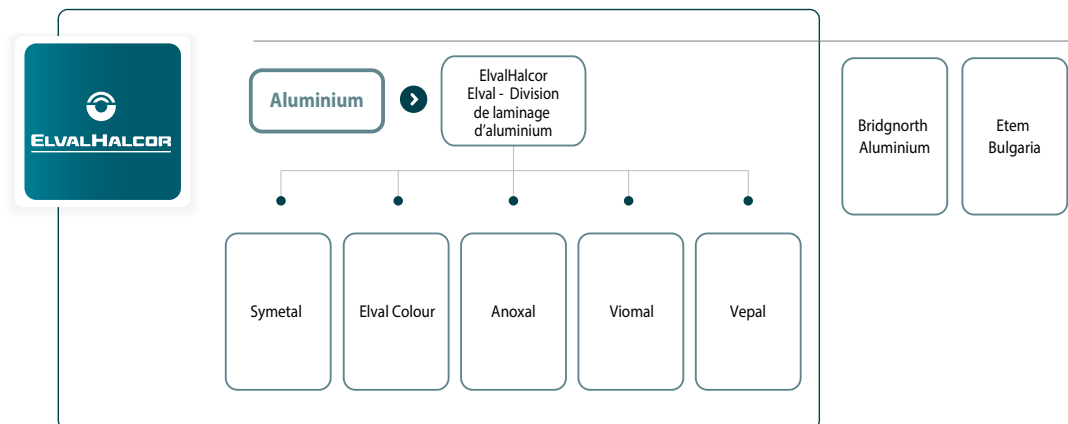 ELVALHALCOR
Aluminium
ElvalHalcor
Elval - Division
de laminage
d'aluminium
Bridgnorth
Aluminium
Etem
Bulgaria
Symetal
Elval Colour
Anoxal
Viomal
Vepal